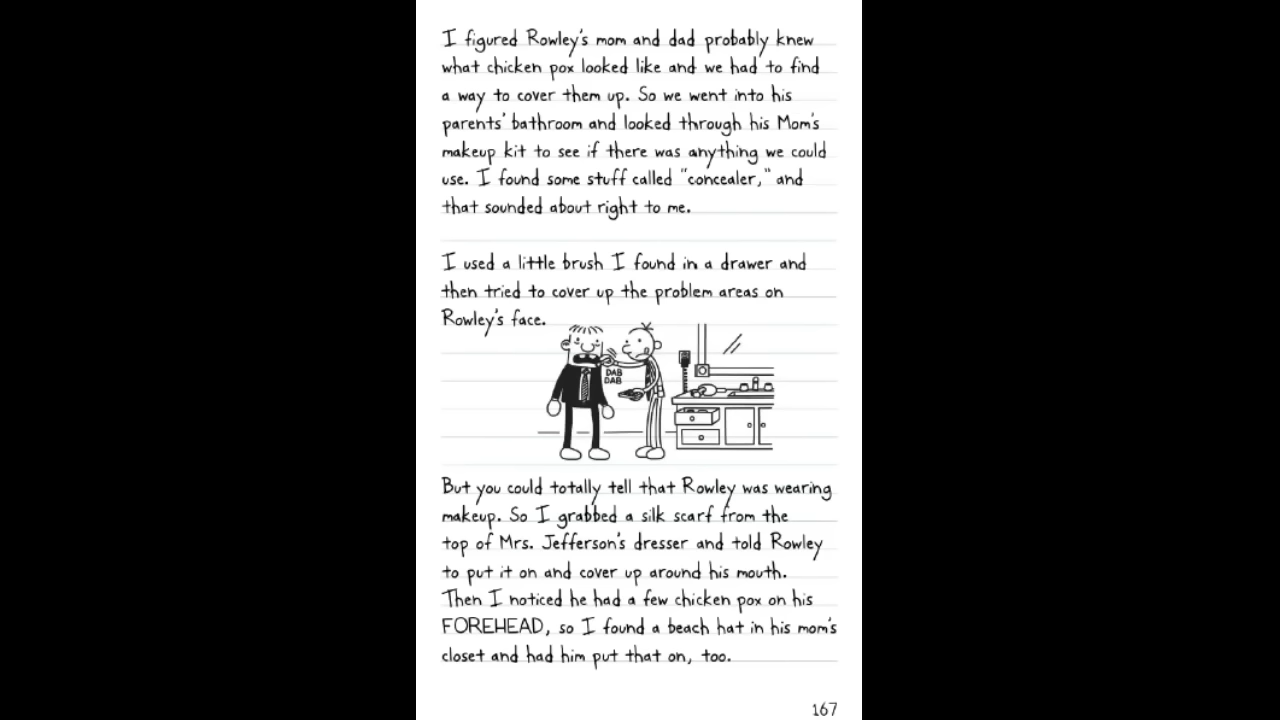 I figured Rowley's mom and dad probably knew
what chicken pox looked like and we had to find
a way to cover them up. So we went into his
parents' bathroom and looked through his Mom's
makeup kit to see if there was anything we could
use. I found some stuff called "concealer," and
that sounded about right to me.
I used a little brush I found in a drawer and
then tried to cover up the problem areas on
Rowley's face.
DAB
DAB
But you could totally tell that Rowley was wearing
makeup. So I grabbed a silk scarf from the
top of Mrs. Jefferson's dresser and told Rowley
to put it on and cover up around his mouth.
Then I noticed he had a few chicken pox on his
FOREHEAD, so I found a beach hat in his mom's
closet and had him put that on, too.
167